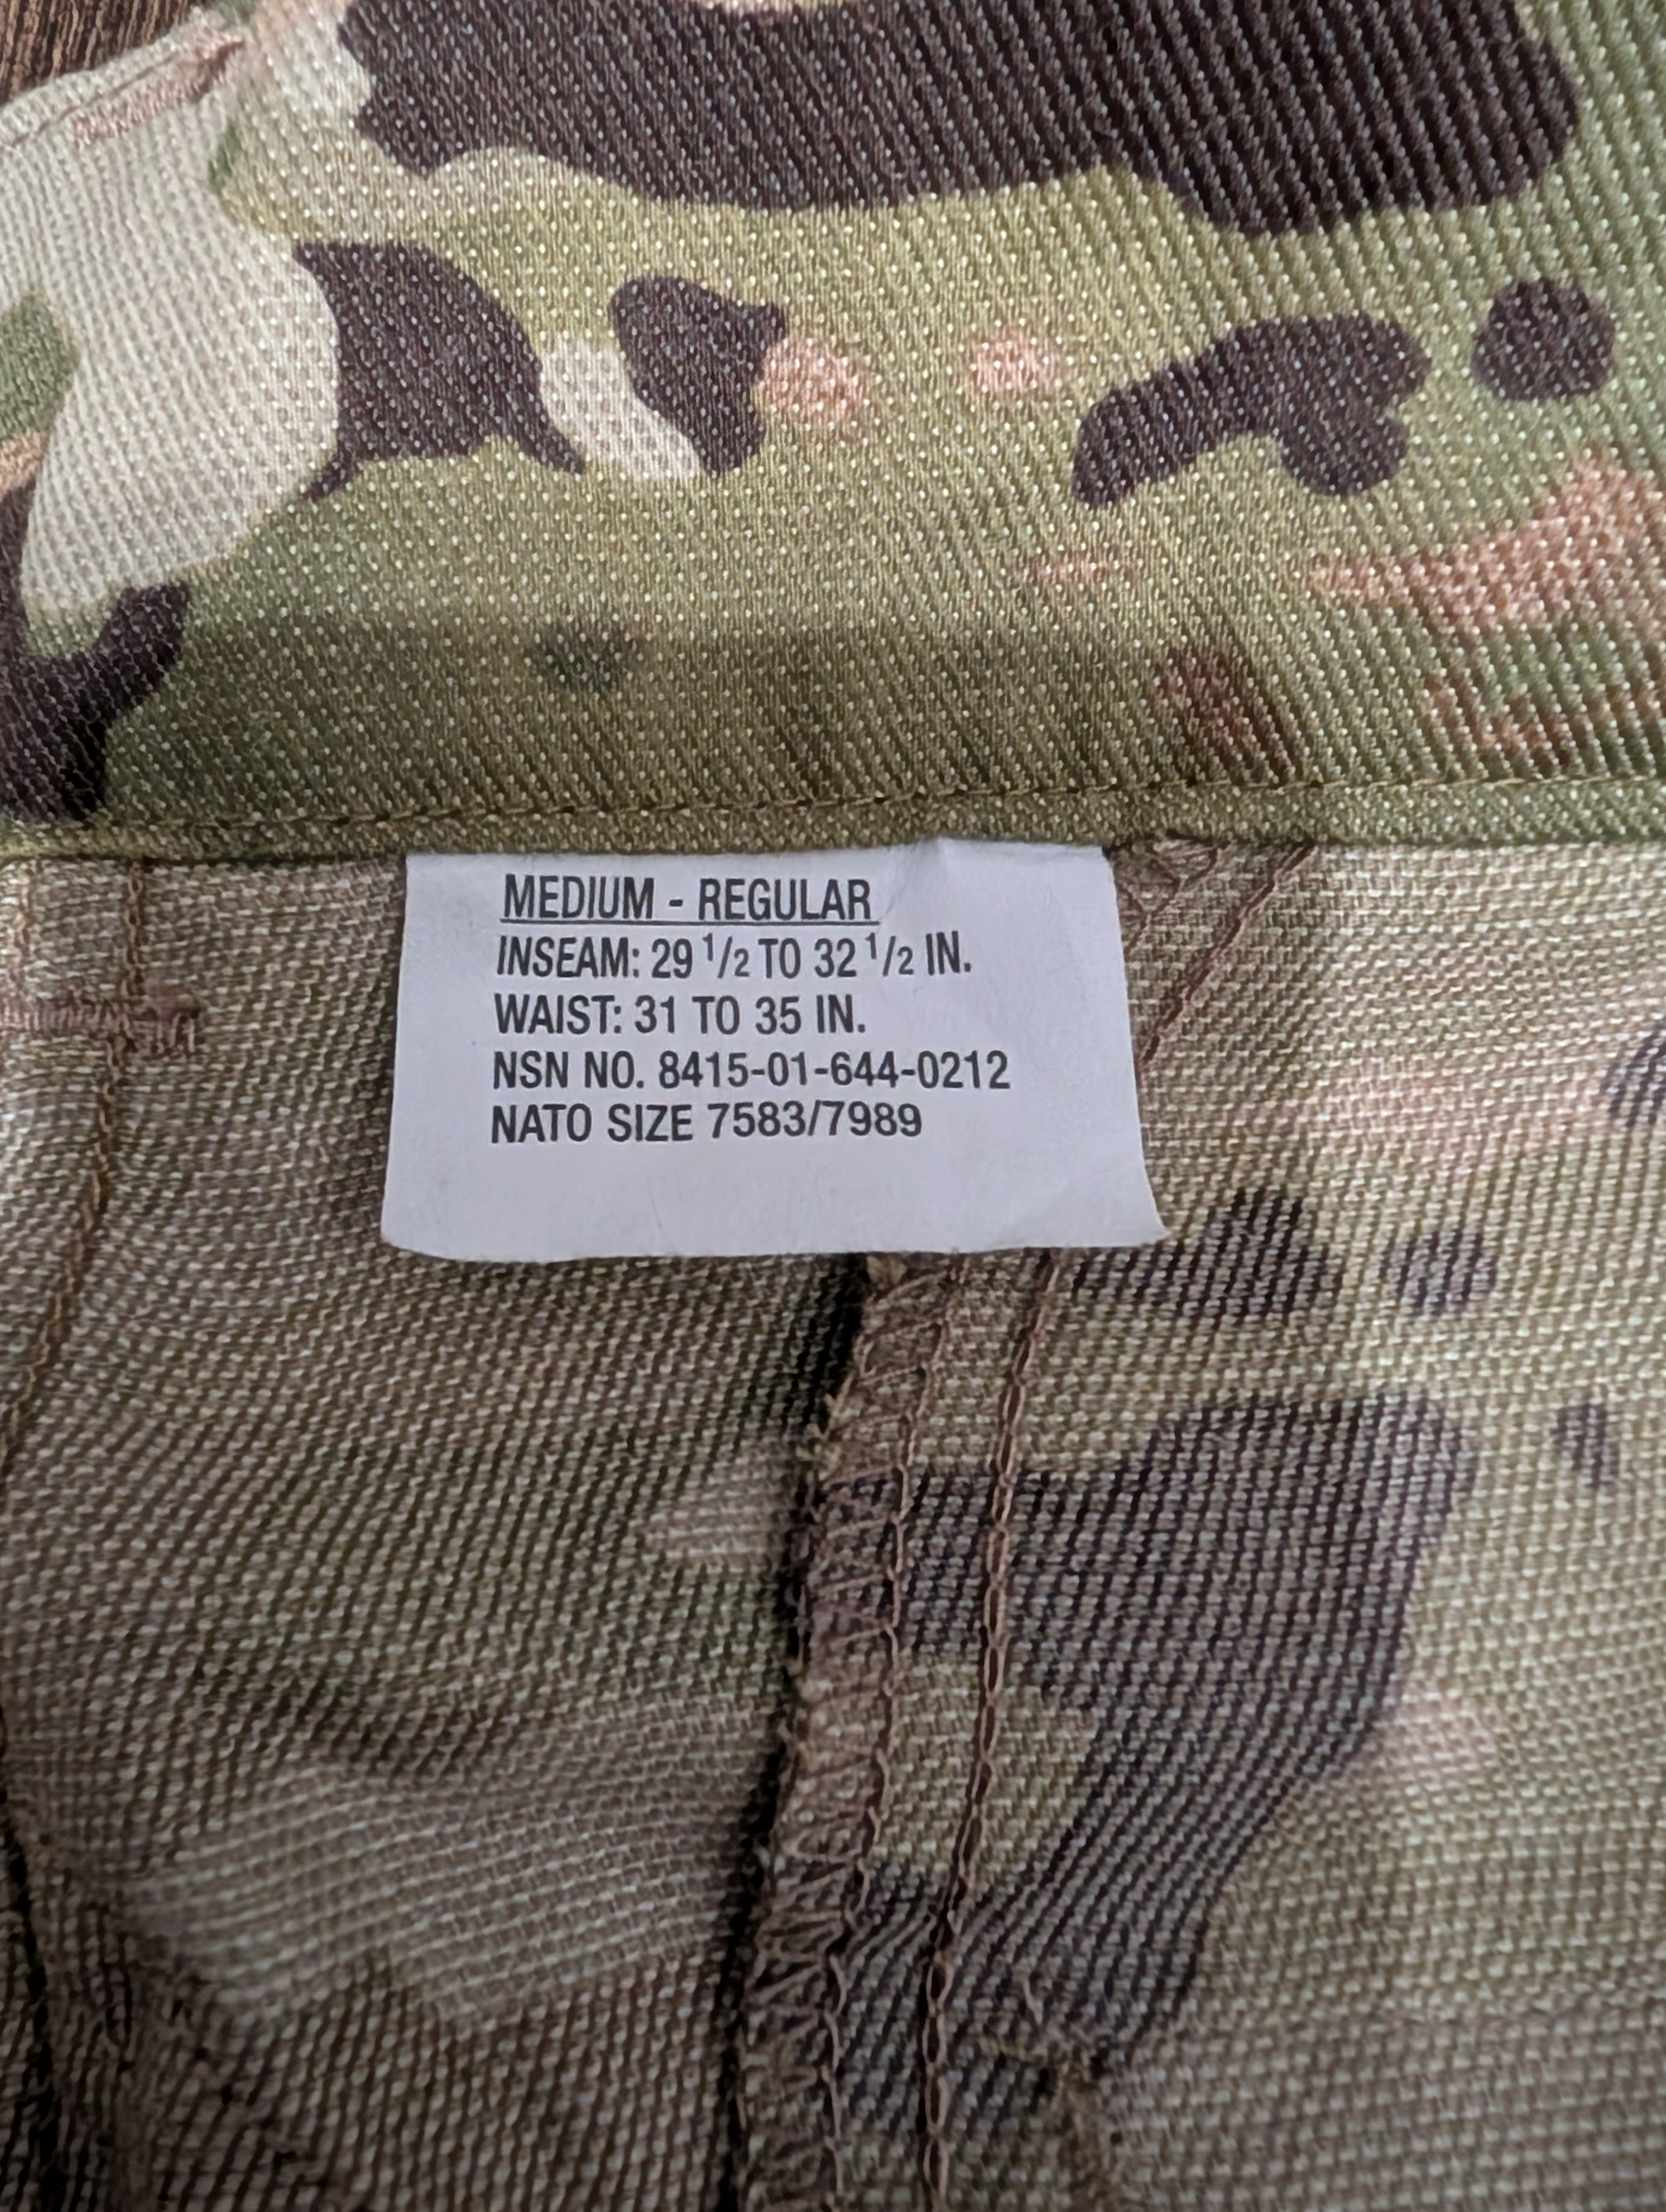 MEDIUM - REGULAR
INSEAM: 29 1/2 TO 32 1/2 IN.
WAIST: 31 TO 35 IN.
NSN NO. 8415-01-644-0212
NATO SIZE 7583/7989